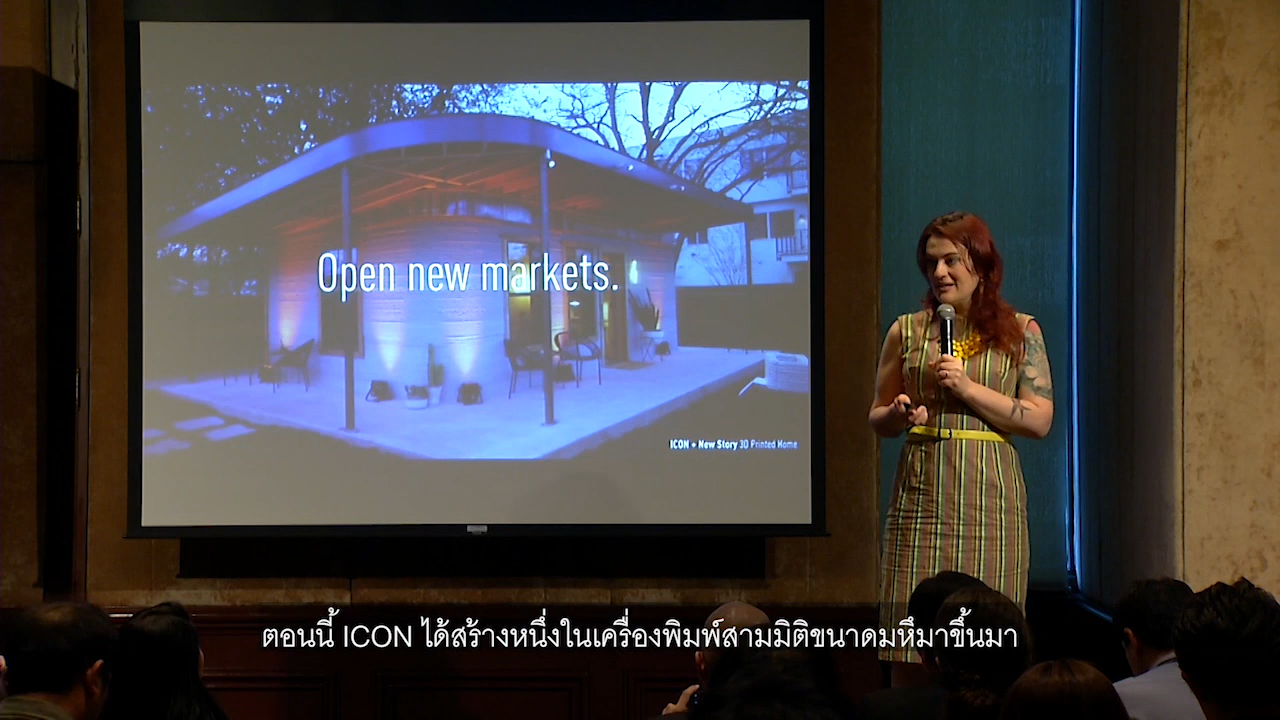 Open new markets.
ICON + New Story 3D Printed Home
ตอนนี้ ICON ได้สร้างหนึ่งในเครื่องพิมพ์สามมิติขนาดมหึมาขึ้นมา